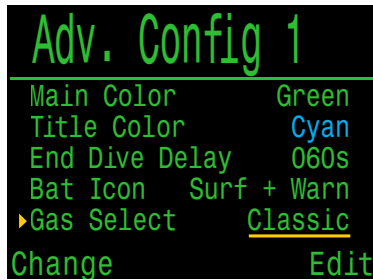 Adv. Config 1
Main Color Green
Title Color Cyan
End Dive Delay 060s
Bat Icon Surf + Warn
Gas Select Classic
Change Edit